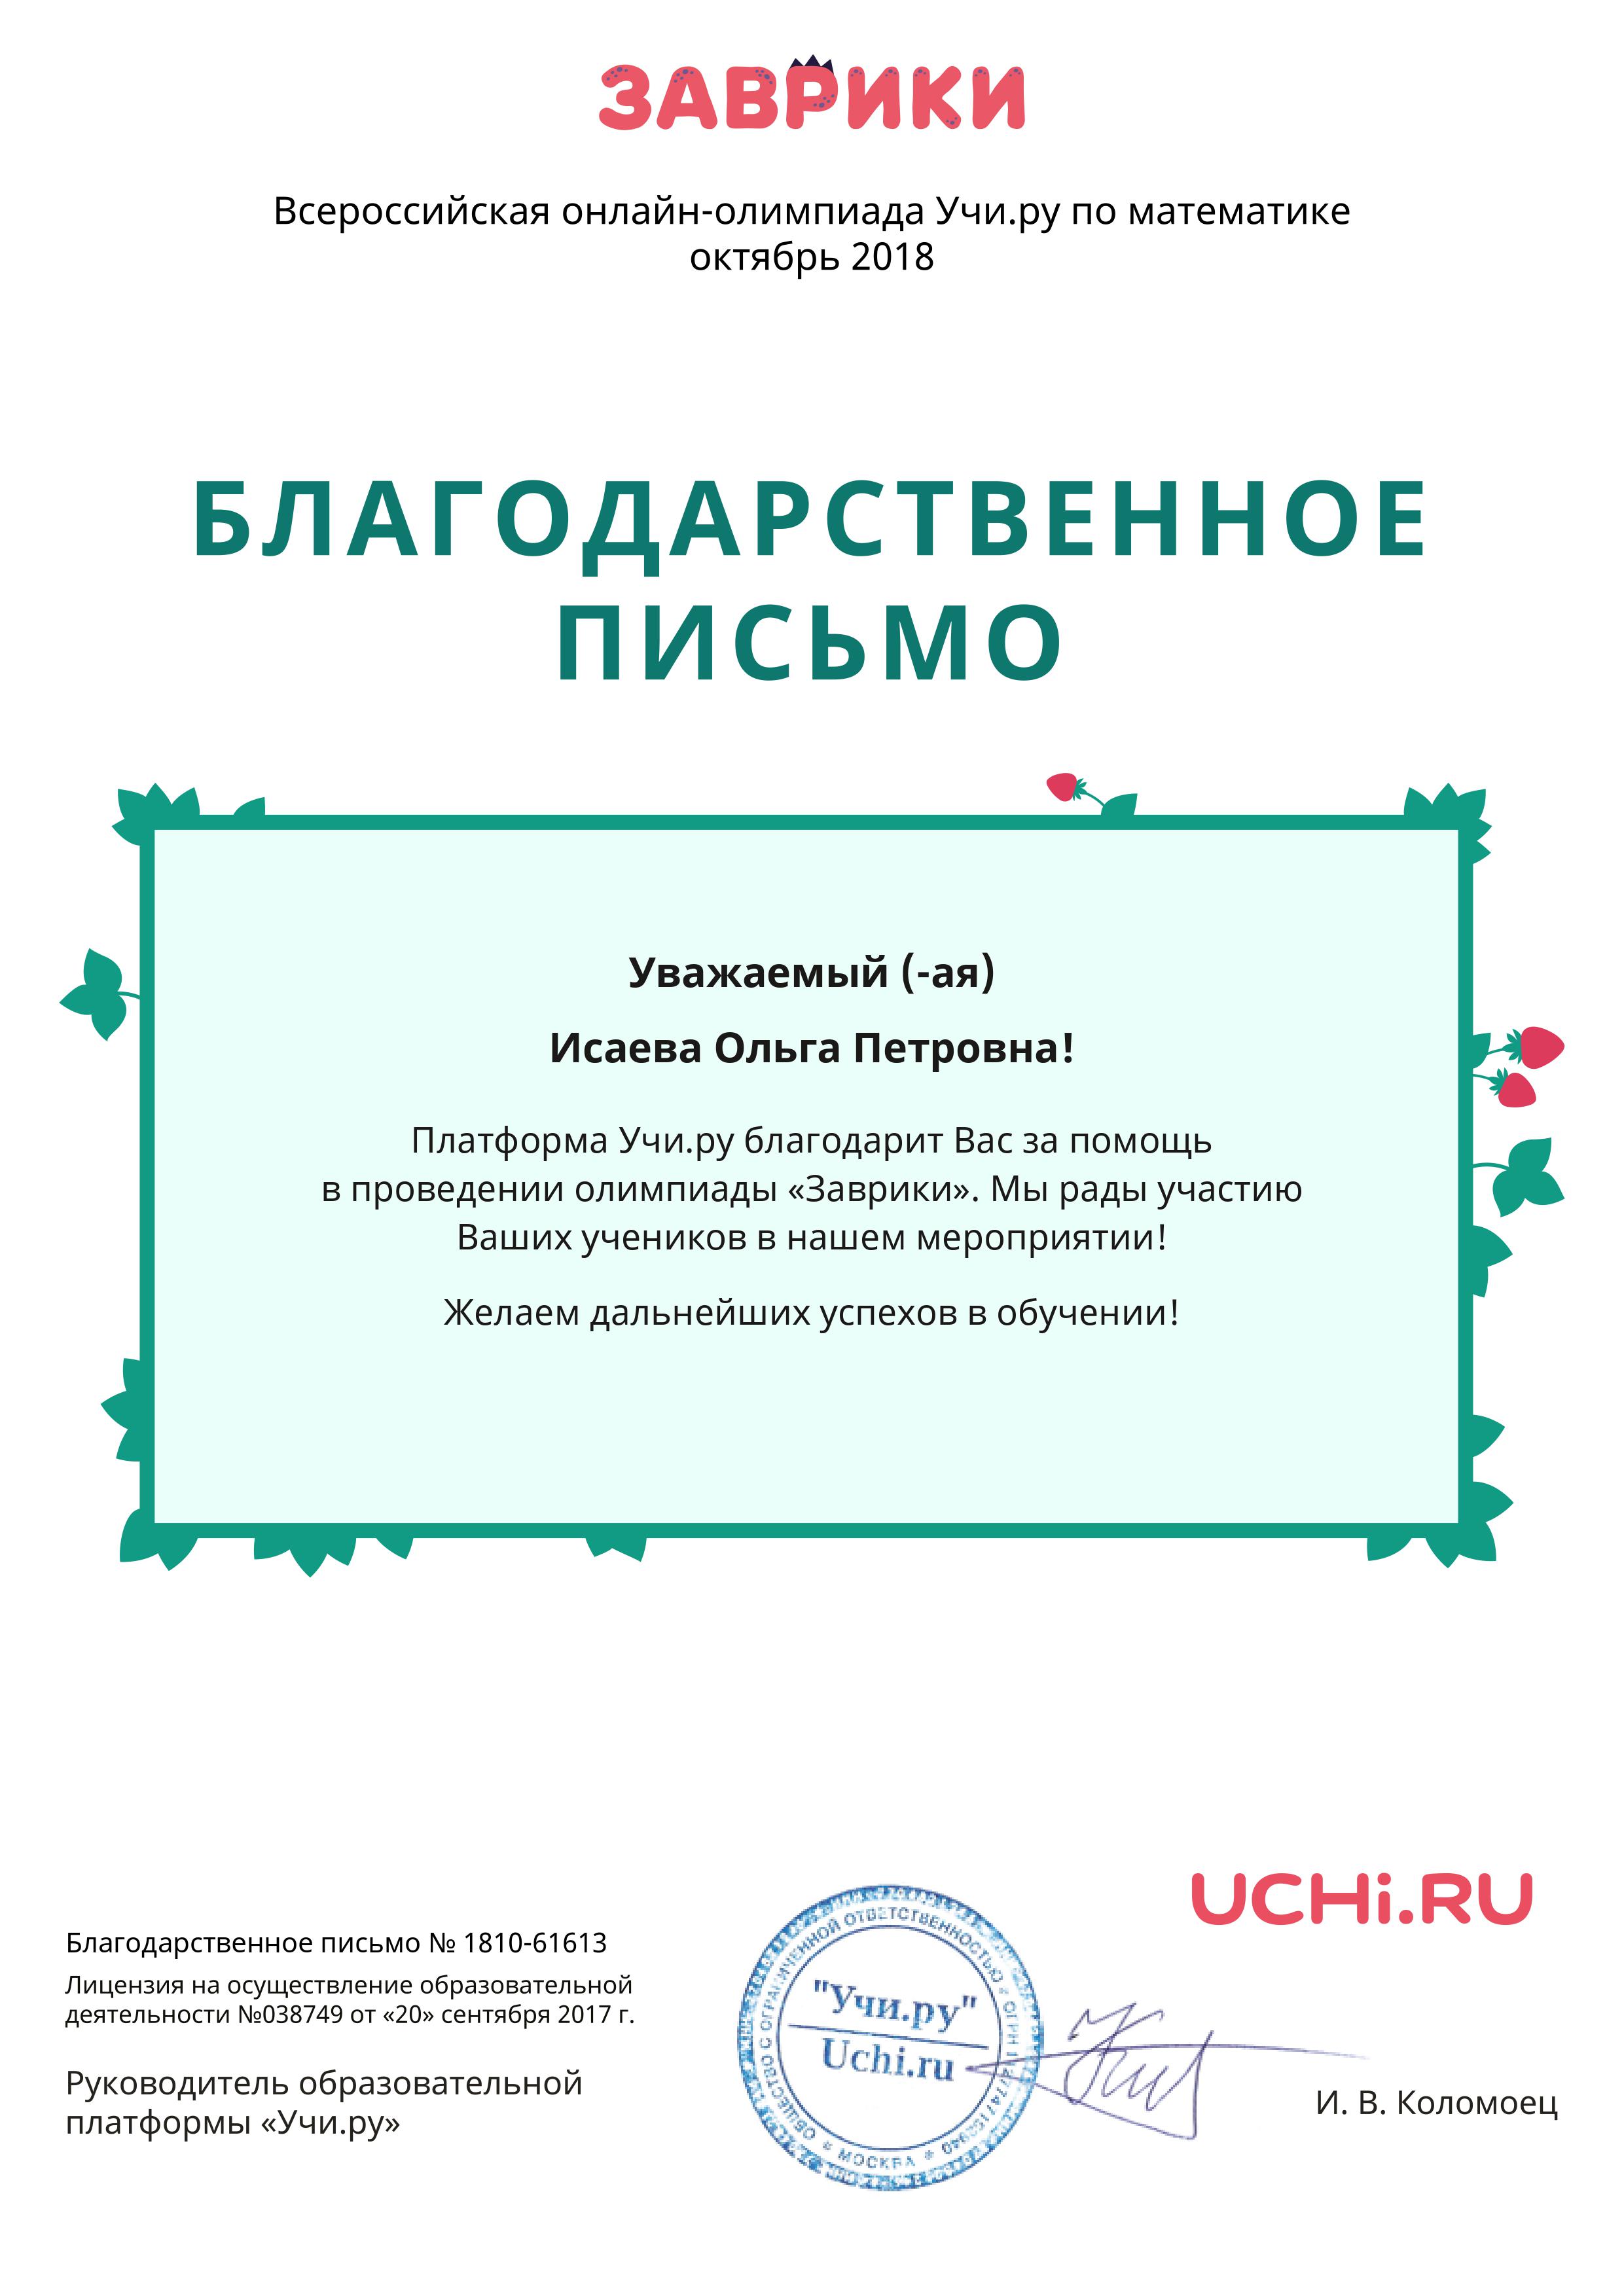 ЗАВРИКИ
Всероссийская онлайн-олимпиада Учи.ру по математике
октябрь 2018
БЛАГОДАРСТВЕННОЕ
ПИСЬМО
Уважаемый (-ая)
Исаева Ольга Петровна!
Платформа Учи.ру благодарит Вас за помощь
в проведении олимпиады «Заврики». Мы рады участию
Ваших учеников в нашем мероприятии!
Желаем дальнейших успехов в обучении!
UCHi.RU
Благодарственное письмо № 1810-61613
Лицензия на осуществление образовательной
деятельности №038749 от «20» сентября 2017 г.
Руководитель образовательной
платформы «Учи.ру»
ОБЩЕСТВО С ОГРАНИЧЕННОЙ ОТВЕТСТВЕННОСТЬЮ
"Учи.ру"
Uchi.ru
МОСКВА
И. В. Коломоец